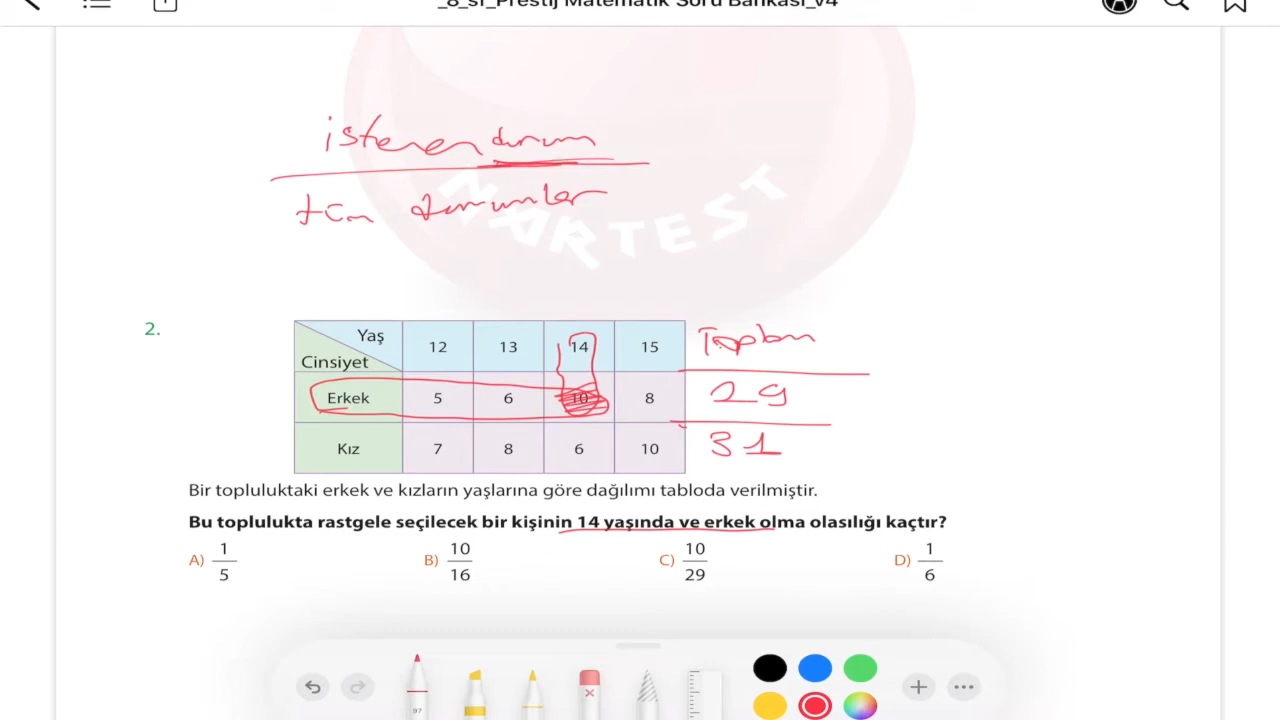 _8_sı_Prestij Matematik Soru Bankası_v4
istenen durum
tüm durumlar
NARTEST
2.
Yaş 12 13 14 15 Toplam
Cinsiyet
Erkek 5 6 10 8 29
Kız 7 8 6 10 31
Bir topluluktaki erkek ve kızların yaşlarına göre dağılımı tabloda verilmiştir.
Bu toplulukta rastgele seçilecek bir kişinin 14 yaşında ve erkek olma olasılığı kaçtır?
A) 1/5 B) 10/16 C) 10/29 D) 1/6
97